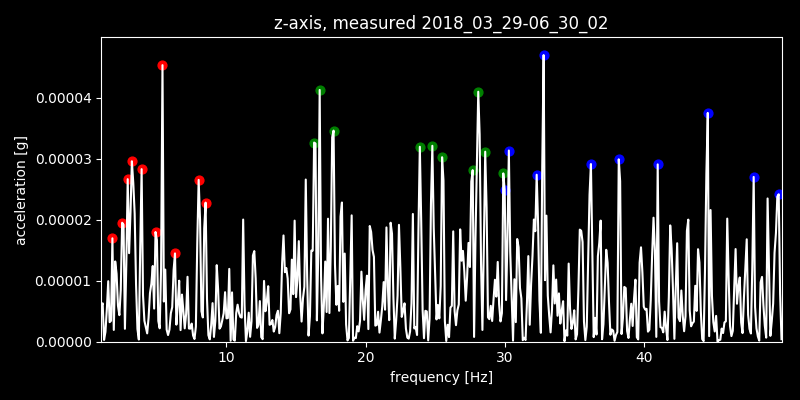 z-axis, measured 2018_03_29-06_30_02
0.00004
0.00003
0.00002
0.00001
0.00000
acceleration [g]
10 20 30 40
frequency [Hz]